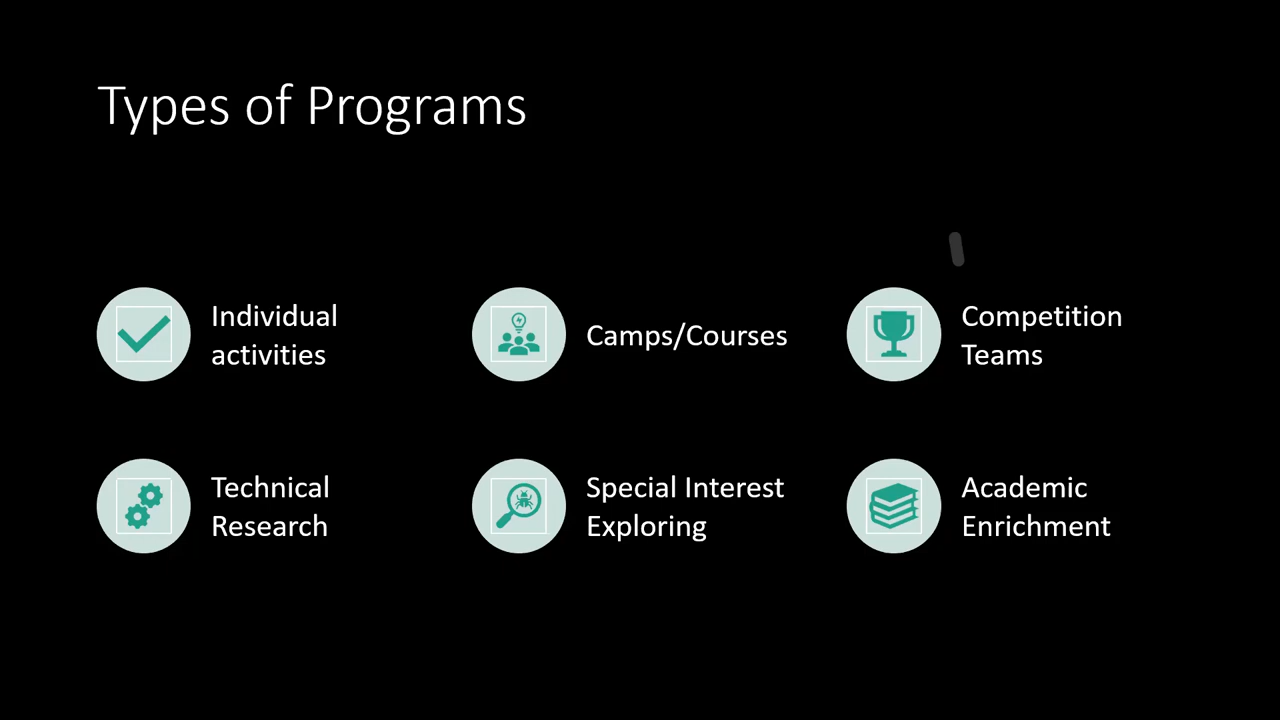 Types of Programs
Individual
activities
Camps/Courses
Competition
Teams
Technical
Research
Special Interest
Exploring
Academic
Enrichment